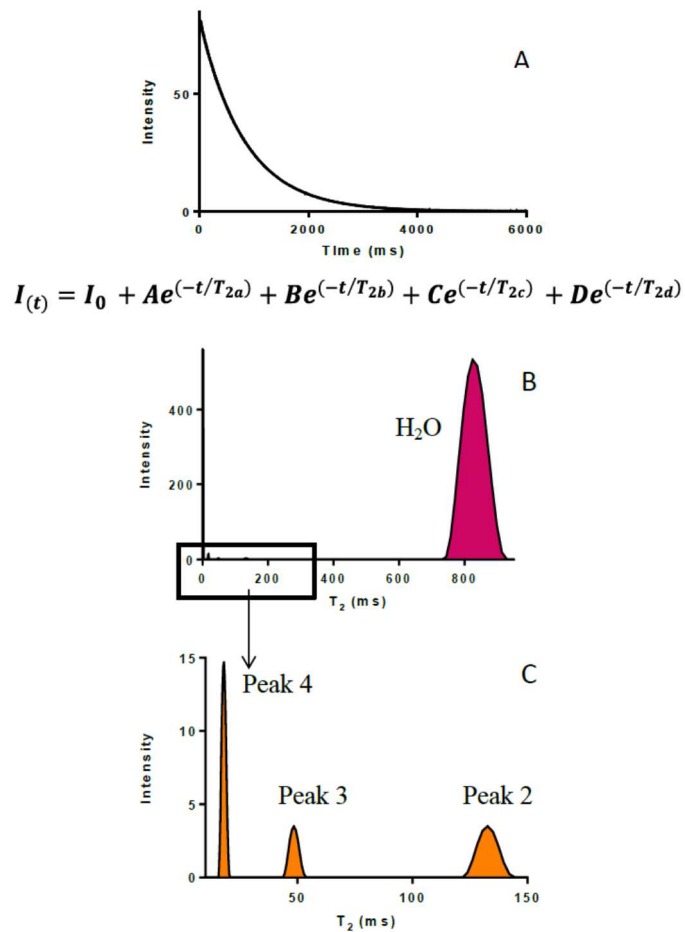 A
Intensity
50
0
0 2000 4000 6000
Time (ms)
I(t) = I0 + Ae(−t/T2a) + Be(−t/T2b) + Ce(−t/T2c) + De(−t/T2d)
B
Intensity
400
200
0
H2O
0 200 400 600 800
T2 (ms)
C
Intensity
15
10
5
0
Peak 4
Peak 3 Peak 2
50 100 150
T2 (ms)